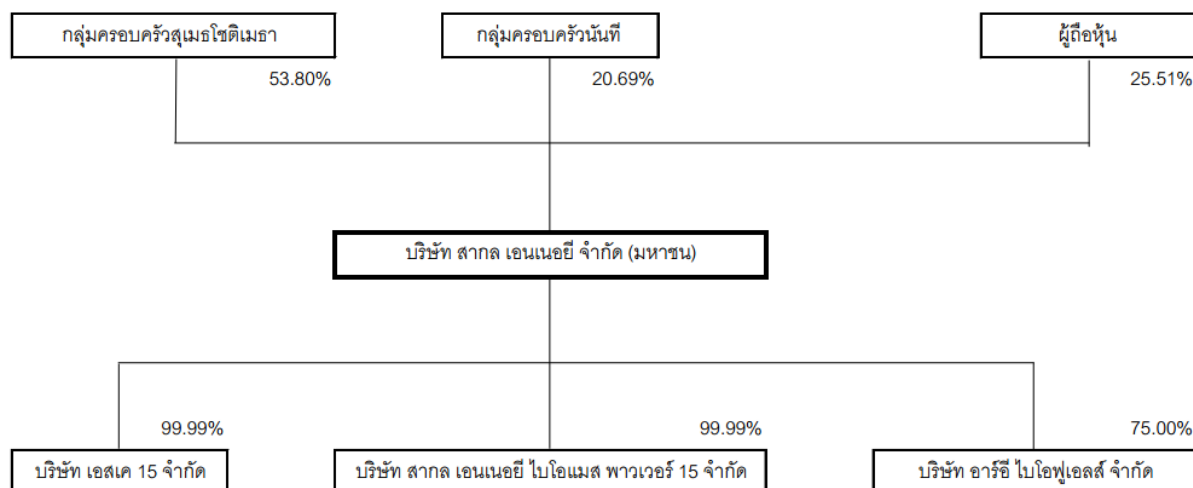 กลุ่มครอบครัวสุเมธโชติเมธา
กลุ่มครอบครัวนันที
ผู้ถือหุ้น
53.80%
20.69%
25.51%
บริษัท สากล เอนเนอยี จำกัด (มหาชน)
99.99%
99.99%
75.00%
บริษัท เอสเค 15 จำกัด
บริษัท สากล เอนเนอยี ไบโอแมส พาวเวอร์ 15 จำกัด
บริษัท อาร์อี ไบโอฟูเอลส์ จำกัด